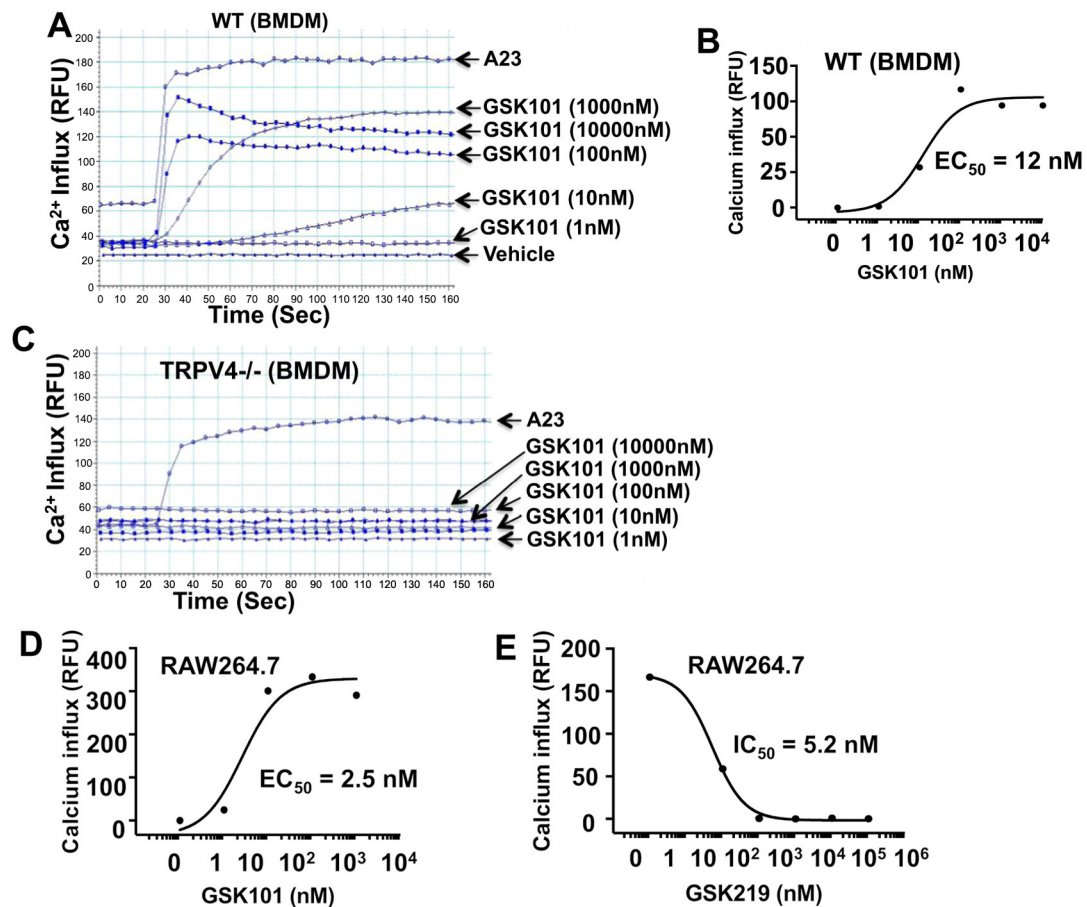 A
WT (BMDM)
Ca²⁺ Influx (RFU)
200
180
160
140
120
100
80
60
40
20
0
0 10 20 30 40 50 60 70 80 90 100 110 120 130 140 150 160
Time (Sec)
A23
GSK101 (1000nM)
GSK101 (10000nM)
GSK101 (100nM)
GSK101 (10nM)
GSK101 (1nM)
Vehicle
B
WT (BMDM)
Calcium influx (RFU)
150
100
50
25
0
EC₅₀ = 12 nM
0 1 10 10² 10³ 10⁴
GSK101 (nM)
C
TRPV4-/- (BMDM)
Ca²⁺ Influx (RFU)
200
180
160
140
120
100
80
60
40
20
0
0 10 20 30 40 50 60 70 80 90 100 110 120 130 140 150 160
Time (Sec)
A23
GSK101 (10000nM)
GSK101 (1000nM)
GSK101 (100nM)
GSK101 (10nM)
GSK101 (1nM)
D
RAW264.7
Calcium influx (RFU)
400
300
200
100
0
EC₅₀ = 2.5 nM
0 1 10 10² 10³ 10⁴
GSK101 (nM)
E
RAW264.7
Calcium influx (RFU)
200
150
100
50
0
IC₅₀ = 5.2 nM
0 1 10 10² 10³ 10⁴ 10⁵ 10⁶
GSK219 (nM)